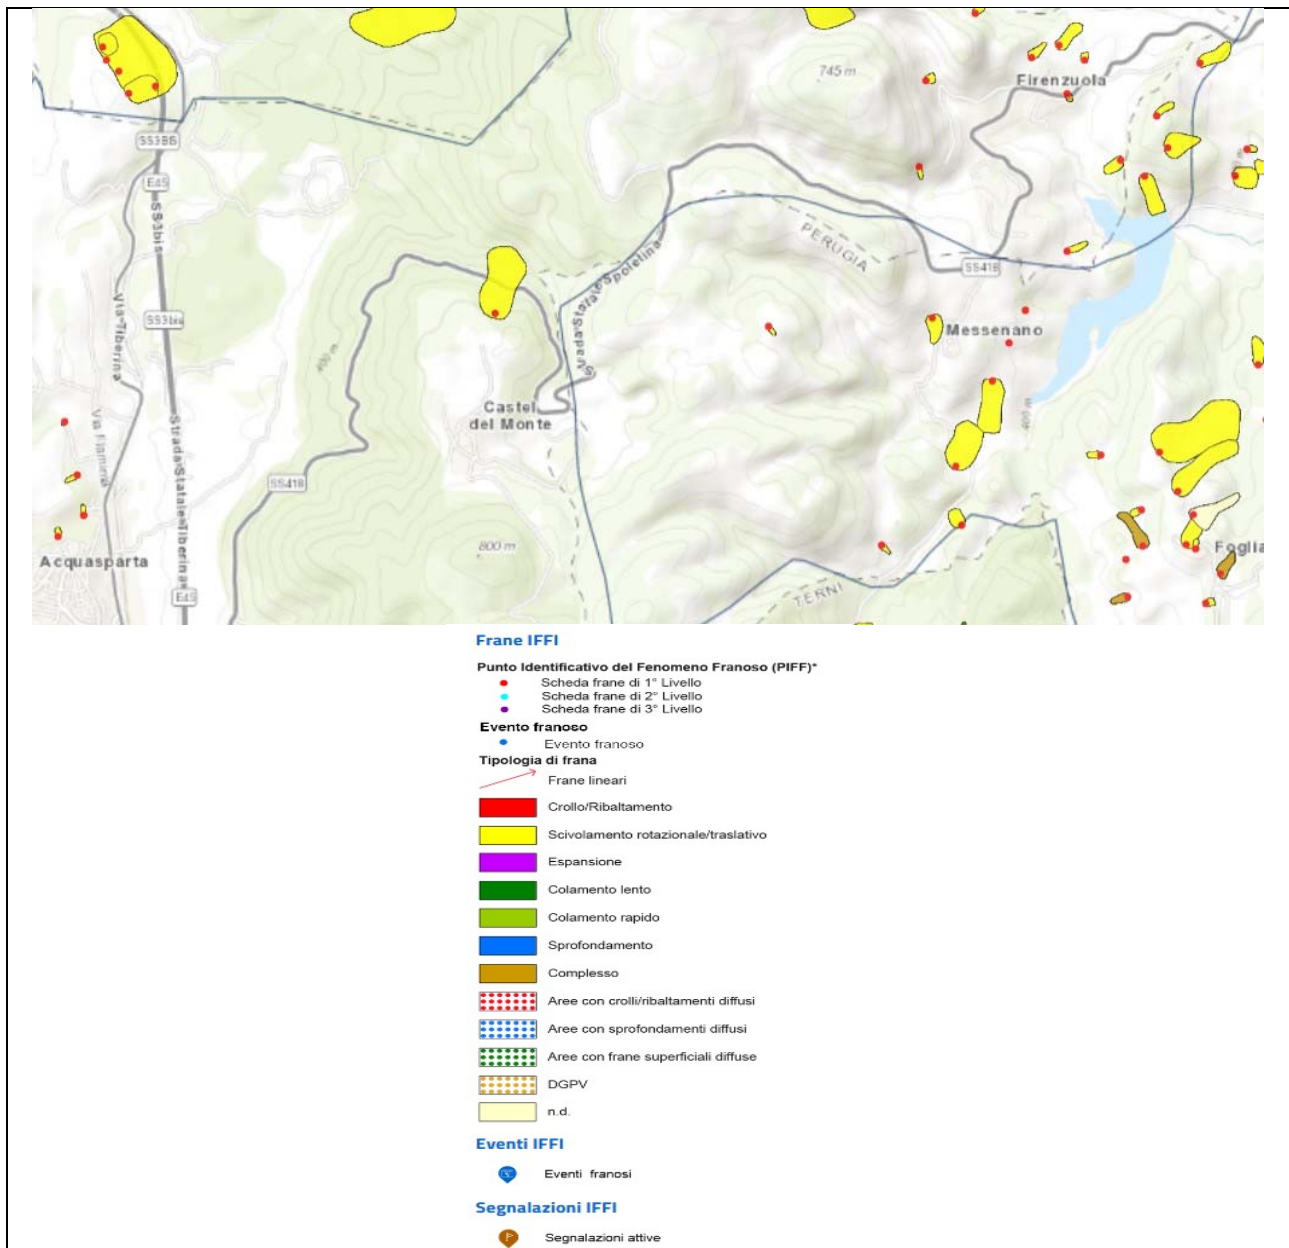 745 m
Firenzuola
SS3BIS
E45
SS3bis
PERUGIA
SS418
Strada Statale Spoletina
Via Tiberina
SS3bis
Messenano
400 m
Castel
del Monte
400 m
Via Flaminia
Strada Statale Tiberina
SS418
800 m
Acquasparta
Foglia
TERNI
E45
Frane IFFI
Punto Identificativo del Fenomeno Franoso (PIFF)*
Scheda frane di 1° Livello
Scheda frane di 2° Livello
Scheda frane di 3° Livello
Evento franoso
Evento franoso
Tipologia di frana
Frane lineari
Crollo/Ribaltamento
Scivolamento rotazionale/traslativo
Espansione
Colamento lento
Colamento rapido
Sprofondamento
Complesso
Aree con crolli/ribaltamenti diffusi
Aree con sprofondamenti diffusi
Aree con frane superficiali diffuse
DGPV
n.d.
Eventi IFFI
Eventi franosi
Segnalazioni IFFI
Segnalazioni attive